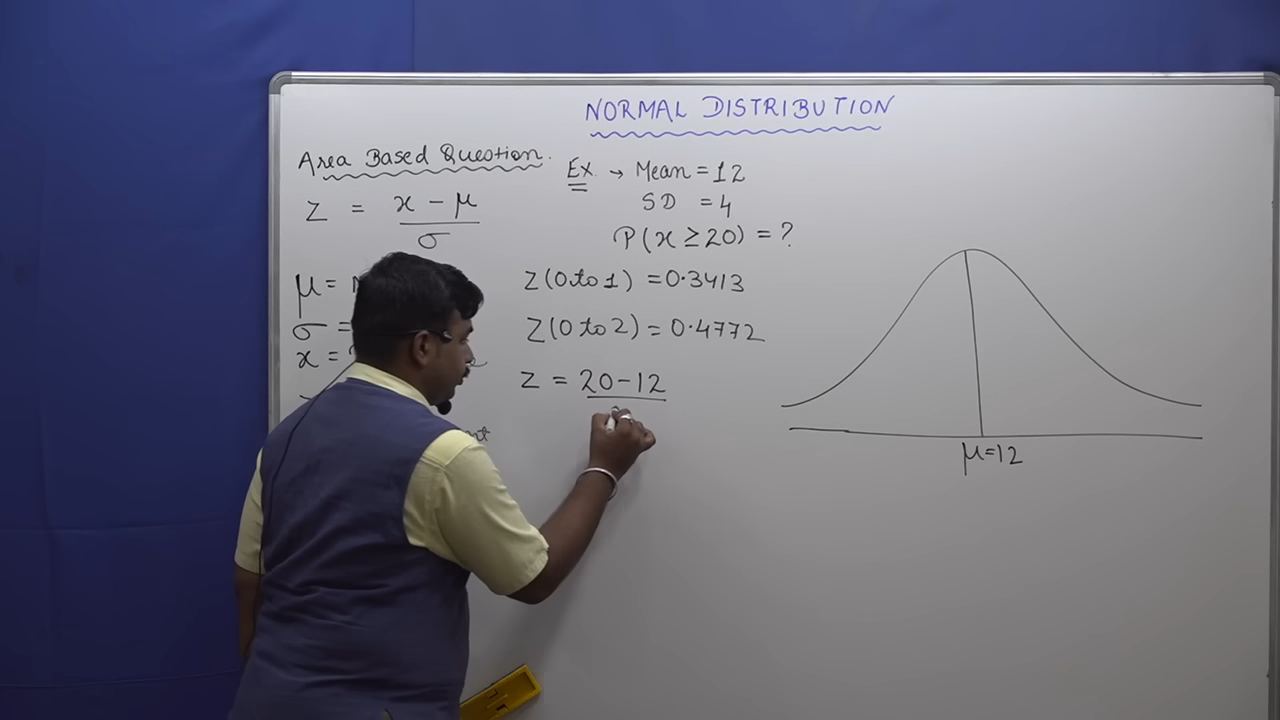 NORMAL DISTRIBUTION
Area Based Question.
Z = x - μ
σ
μ =
σ =
x =
Ex. → Mean = 12
SD = 4
P(x ≥ 20) = ?
Z(0 to 1) = 0.3413
Z(0 to 2) = 0.4772
Z = 20 - 12
μ=12